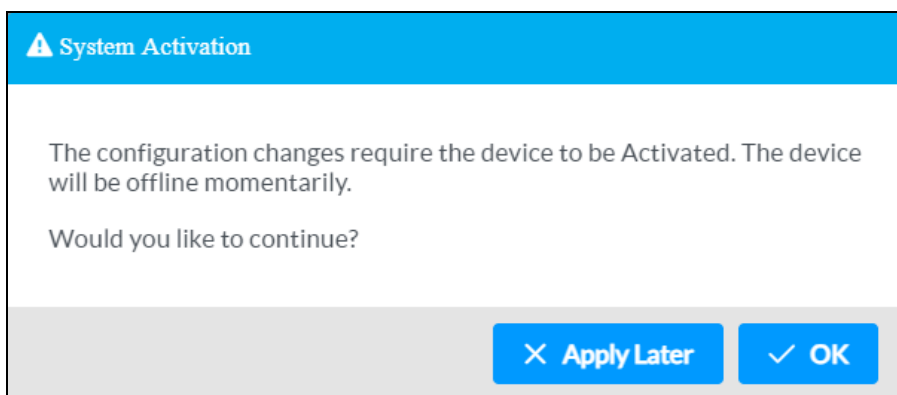 System Activation
The configuration changes require the device to be Activated. The device
will be offline momentarily.
Would you like to continue?
Apply Later
OK